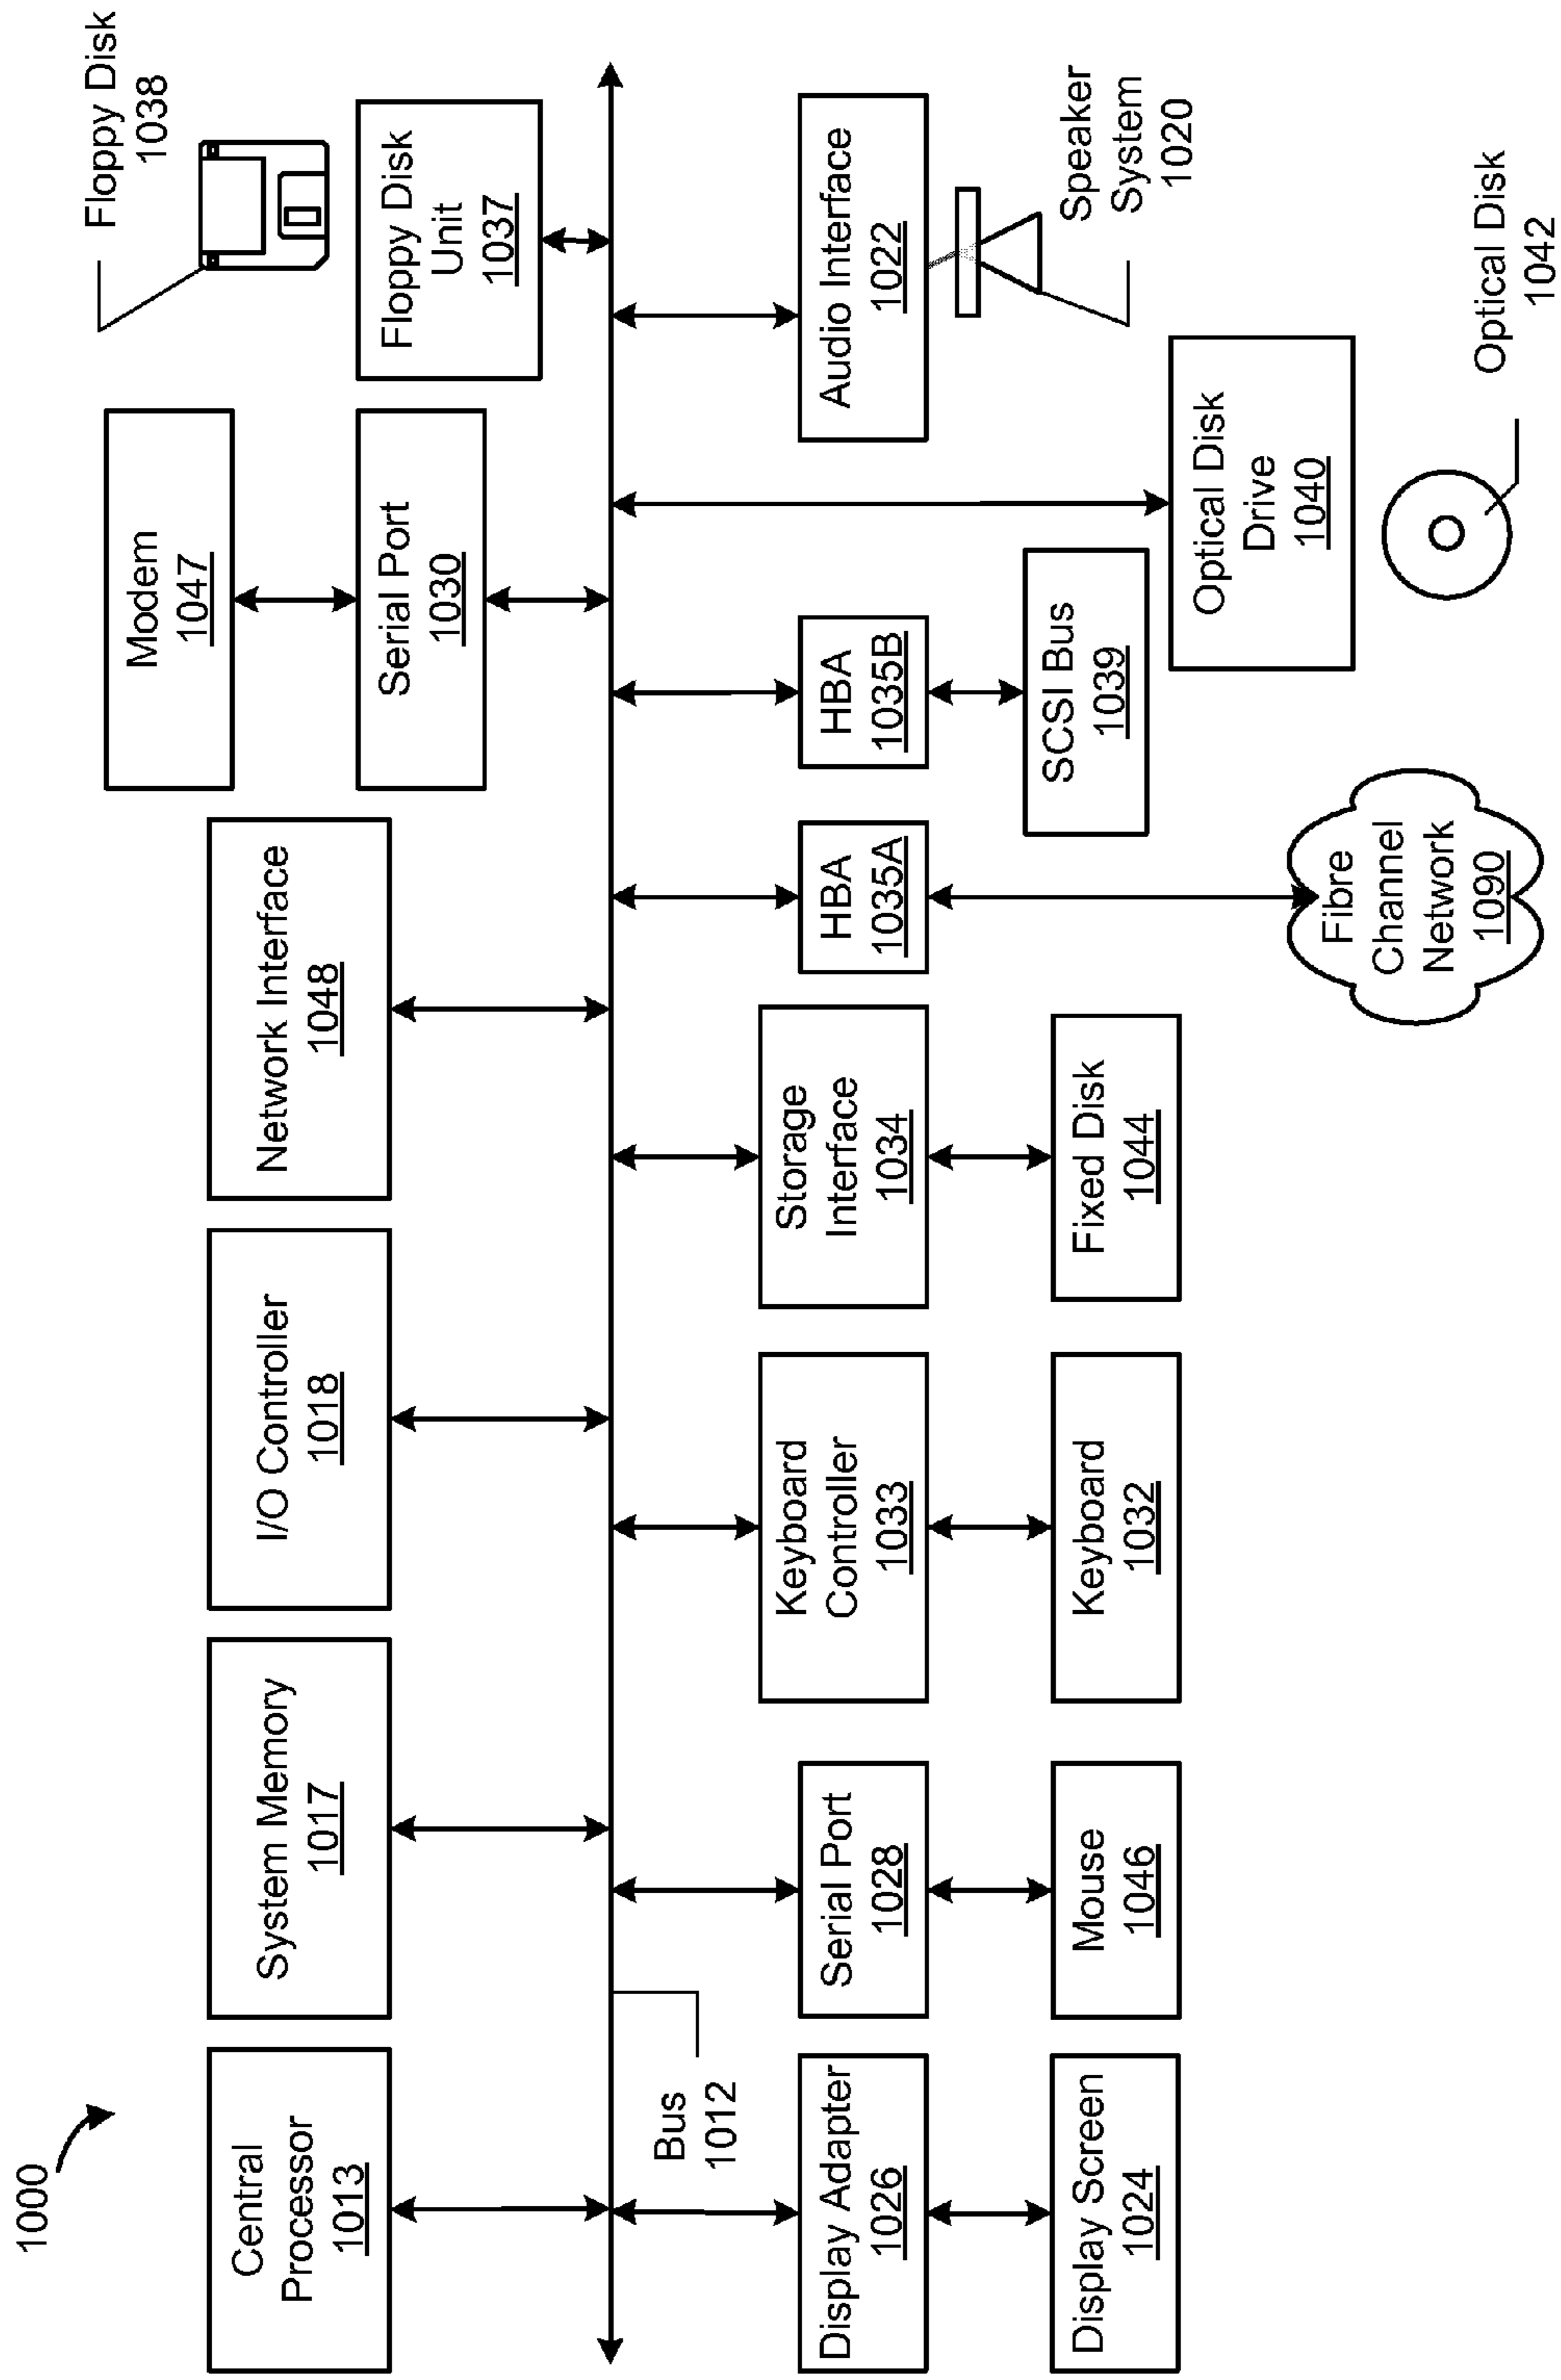 1000
Central
Processor
1013
System Memory
1017
I/O Controller
1018
Network Interface
1048
Modem
1047
Serial Port
1030
Floppy Disk
1038
Floppy Disk
Unit
1037
Bus
1012
Display Adapter
1026
Display Screen
1024
Serial Port
1028
Mouse
1046
Keyboard
Controller
1033
Keyboard
1032
Storage
Interface
1034
Fixed Disk
1044
HBA
1035A
Fibre
Channel
Network
1090
HBA
1035B
SCSI Bus
1039
Optical Disk
Drive
1040
Optical Disk
1042
Audio Interface
1022
Speaker
System
1020